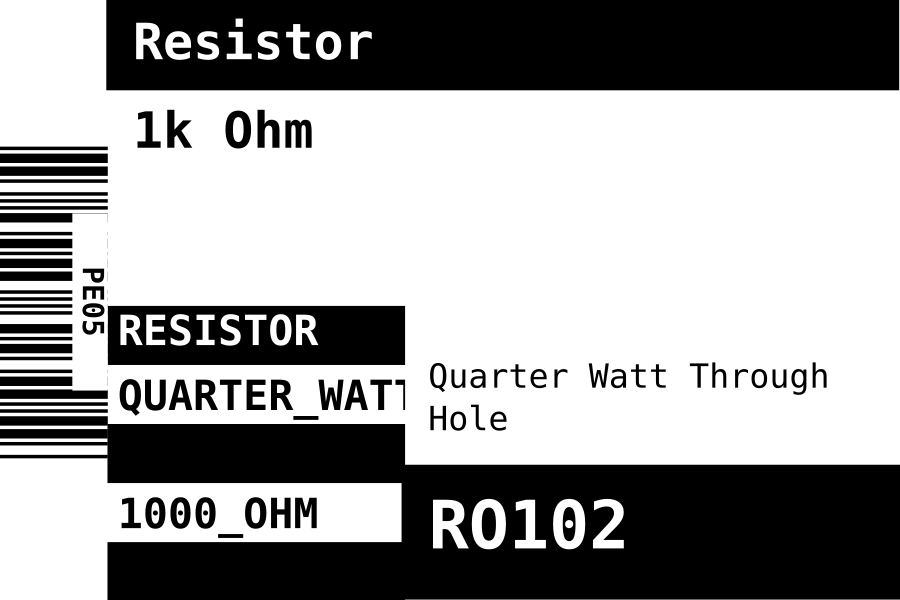 Resistor
1k Ohm
PE05
RESISTOR
QUARTER_WATT
1000_OHM
Quarter Watt Through
Hole
RO102